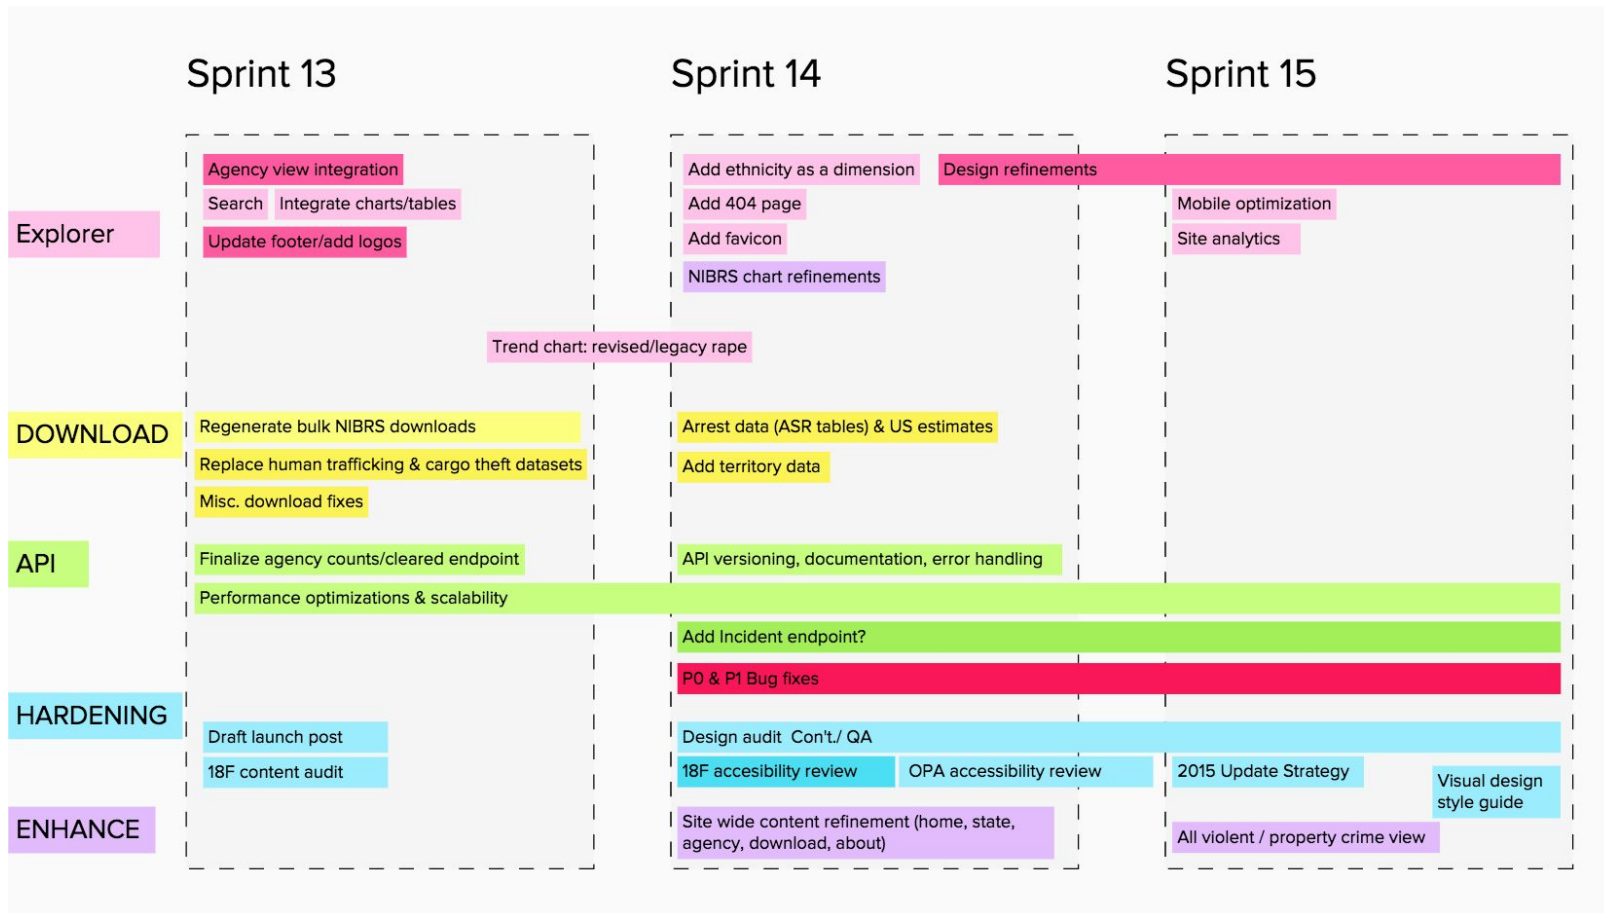 Sprint 13
Sprint 14
Sprint 15
Explorer
Agency view integration
Search
Integrate charts/tables
Update footer/add logos
Add ethnicity as a dimension
Design refinements
Add 404 page
Add favicon
NIBRS chart refinements
Mobile optimization
Site analytics
Trend chart: revised/legacy rape
DOWNLOAD
Regenerate bulk NIBRS downloads
Replace human trafficking & cargo theft datasets
Misc. download fixes
Arrest data (ASR tables) & US estimates
Add territory data
API
Finalize agency counts/cleared endpoint
API versioning, documentation, error handling
Performance optimizations & scalability
Add Incident endpoint?
P0 & P1 Bug fixes
HARDENING
Draft launch post
18F content audit
Design audit  Con't./ QA
18F accesibility review
OPA accessibility review
2015 Update Strategy
Visual design
style guide
ENHANCE
Site wide content refinement (home, state,
agency, download, about)
All violent / property crime view